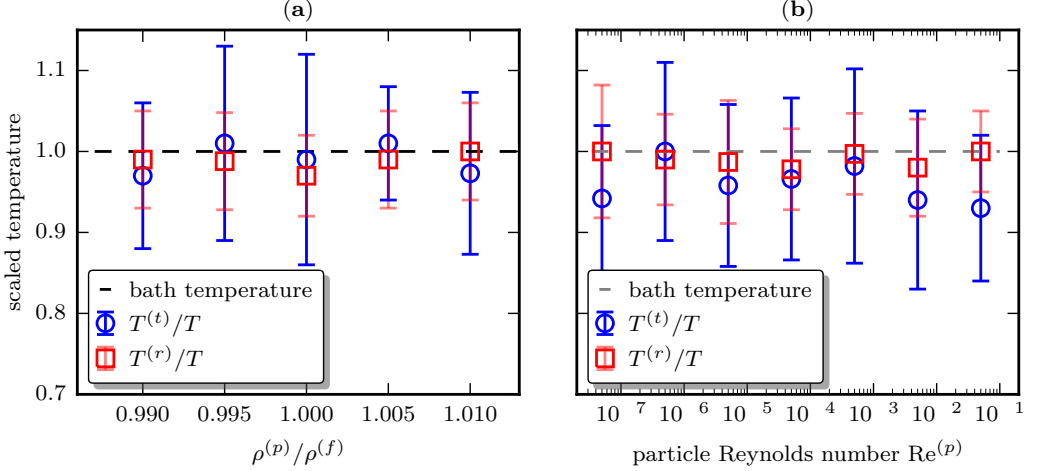 (a)
(b)
scaled temperature
1.1
1.0
0.9
0.8
0.7
bath temperature
T^(t)/T
T^(r)/T
0.990 0.995 1.000 1.005 1.010
ρ^(p)/ρ^(f)
bath temperature
T^(t)/T
T^(r)/T
10 7 10 6 10 5 10 4 10 3 10 2 10 1
particle Reynolds number Re^(p)